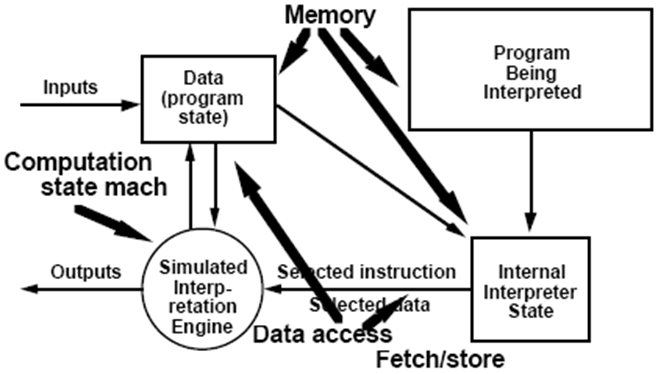 Memory
Program
Being
Interpreted
Data
(program
state)
Inputs
Computation
state mach
Outputs
Simulated
Interp-
retation
Engine
Selected instruction
Selected data
Internal
Interpreter
State
Data access
Fetch/store